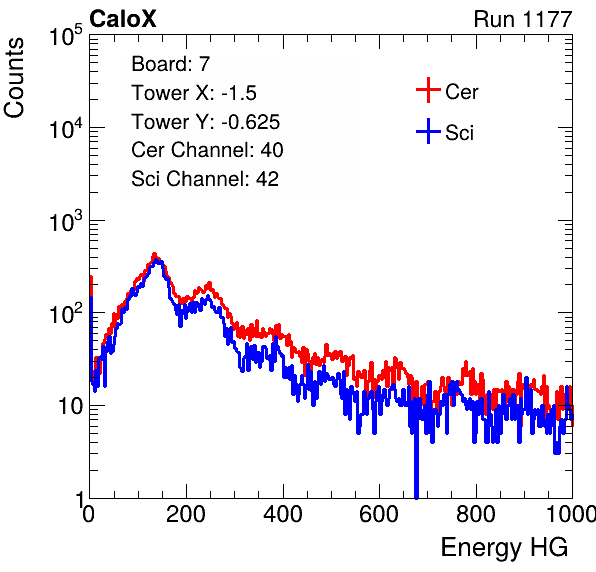 CaloX Run 1177
Counts
10^5
10^4
10^3
10^2
10
1
Board: 7
Tower X: -1.5
Tower Y: -0.625
Cer Channel: 40
Sci Channel: 42
Cer
Sci
0 200 400 600 800 1000
Energy HG